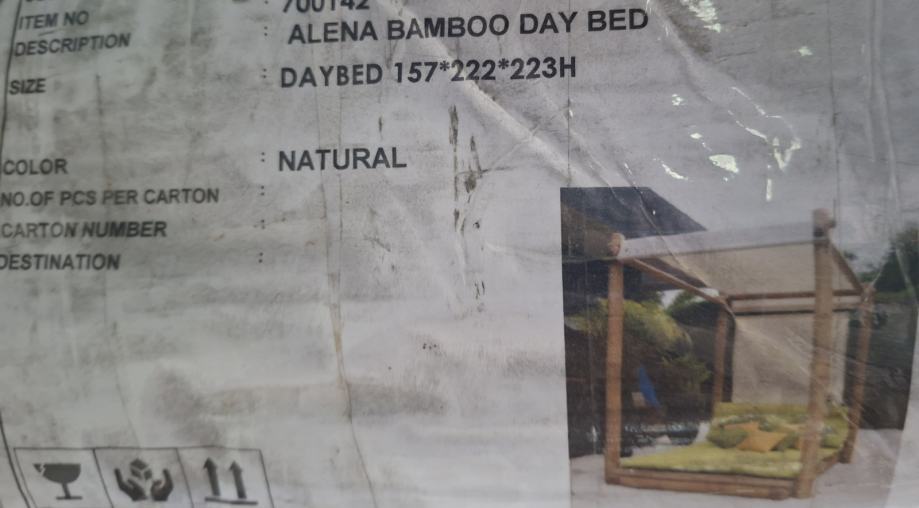 : 700142
ITEM NO
DESCRIPTION : ALENA BAMBOO DAY BED
SIZE : DAYBED 157*222*223H
COLOR : NATURAL
NO.OF PCS PER CARTON :
CARTON NUMBER :
DESTINATION :